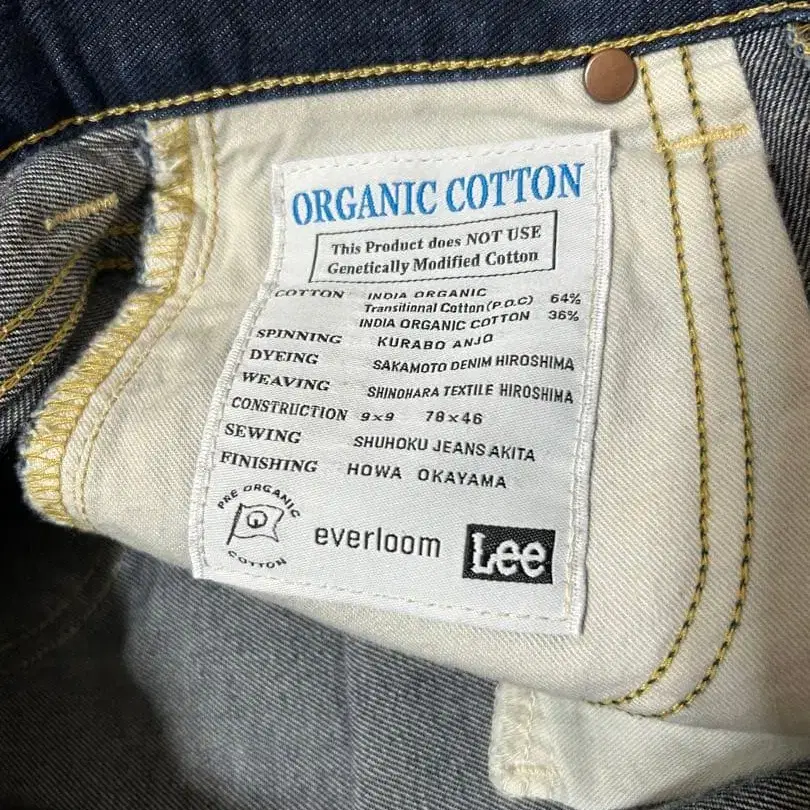 ORGANIC COTTON
This Product does NOT USE
Genetically Modified Cotton
COTTON INDIA ORGANIC
Transitional Cotton(P.O.C) 64%
INDIA ORGANIC COTTON 36%
SPINNING KURABO ANJO
DYEING SAKAMOTO DENIM HIROSHIMA
WEAVING SHINOHARA TEXTILE HIROSHIMA
CONSTRUCTION 9×9 78×46
SEWING SHUHOKU JEANS AKITA
FINISHING HOWA OKAYAMA
PRE ORGANIC
COTTON
everloom
Lee